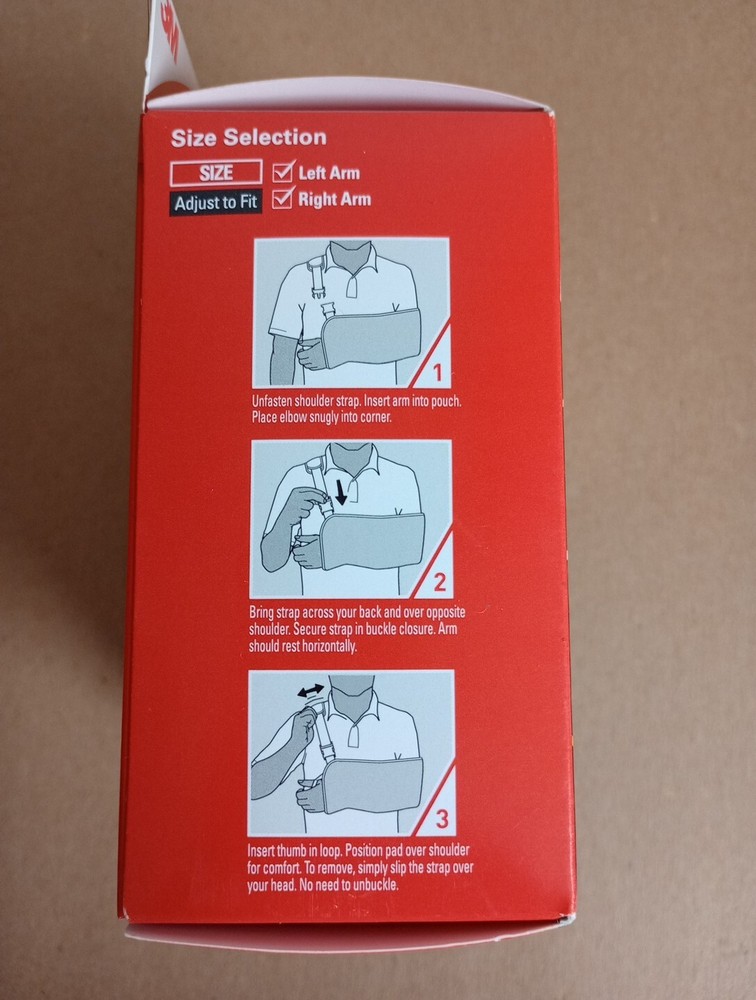 3M
Size Selection
SIZE
Left Arm
Adjust to Fit
Right Arm
1
Unfasten shoulder strap. Insert arm into pouch.
Place elbow snugly into corner.
2
Bring strap across your back and over opposite
shoulder. Secure strap in buckle closure. Arm
should rest horizontally.
3
Insert thumb in loop. Position pad over shoulder
for comfort. To remove, simply slip the strap over
your head. No need to unbuckle.